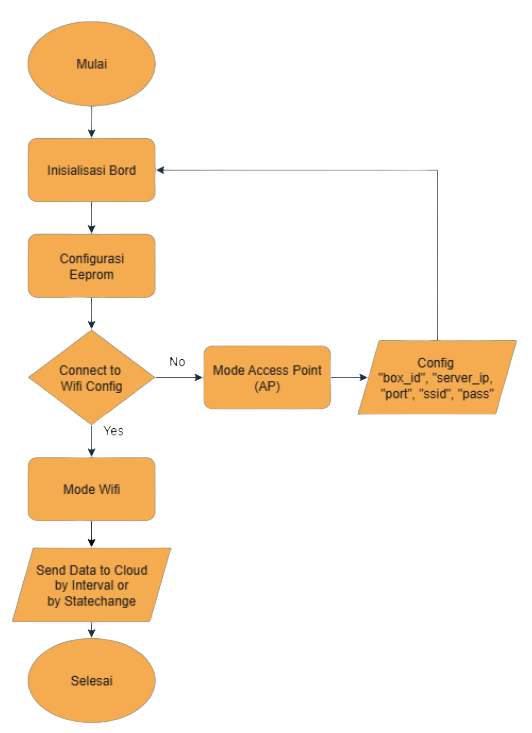 Mulai
Inisialisasi Bord
Configurasi
Eeprom
Connect to
Wifi Config
No
Mode Access Point
(AP)
Config
"box_id", "server_ip,
"port", "ssid", "pass"
Yes
Mode Wifi
Send Data to Cloud
by Interval or
by Statechange
Selesai